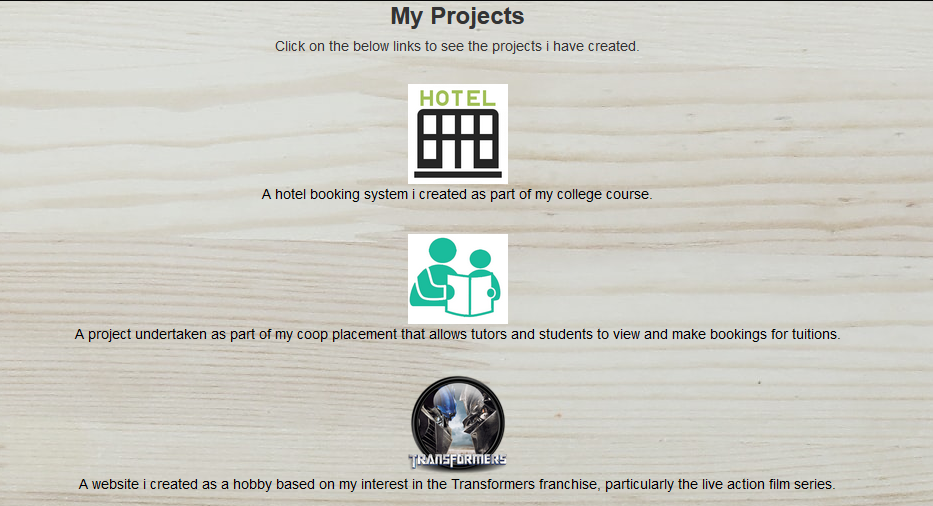 My Projects
Click on the below links to see the projects i have created.
HOTEL
A hotel booking system i created as part of my college course.
A project undertaken as part of my coop placement that allows tutors and students to view and make bookings for tuitions.
TRANSFORMERS
A website i created as a hobby based on my interest in the Transformers franchise, particularly the live action film series.